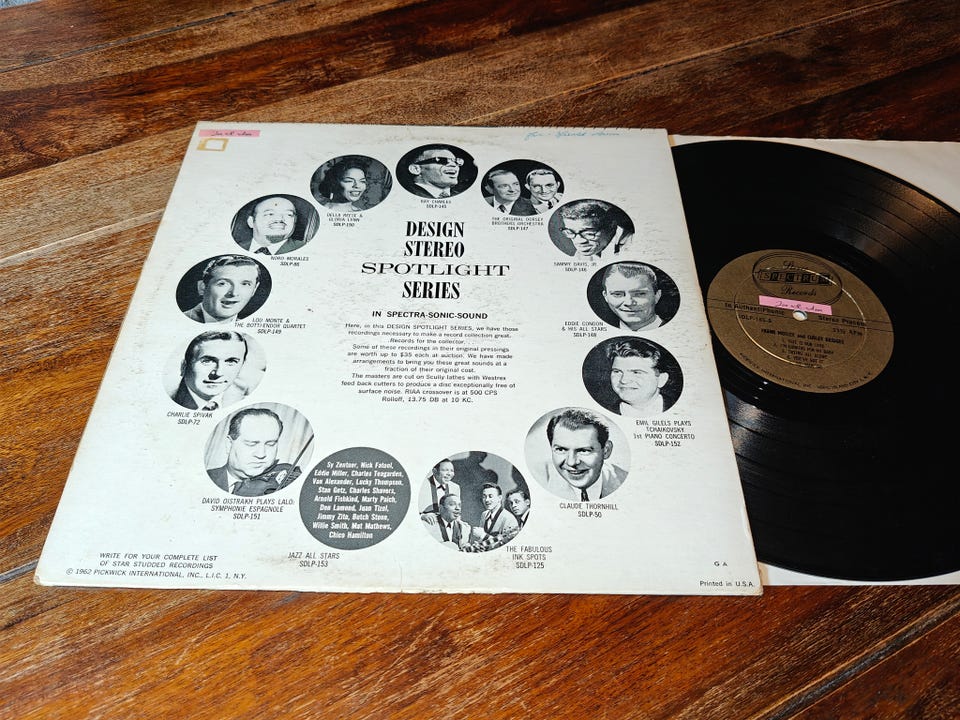 RAY CHARLES
SDLP-145
DELLA REESE &
GLORIA LYNN
SDLP-150
THE ORIGINAL DORSEY
BROTHERS ORCHESTRA
SDLP-147
NORO MORALES
SDLP-86
SAMMY DAVIS, JR.
SDLP-146
LOU MONTE &
THE BOTTI-ENDOR QUARTET
SDLP-149
EDDIE CONDON
& HIS ALL STARS
SDLP-148
CHARLIE SPIVAK
SDLP-72
EMIL GILELS PLAYS
TCHAIKOVSKY
1st PIANO CONCERTO
SDLP-152
DAVID OISTRAKH PLAYS LALO:
SYMPHONIE ESPAGNOLE
SDLP-151
CLAUDE THORNHILL
SDLP-50
JAZZ ALL STARS
SDLP-153
THE FABULOUS
INK SPOTS
SDLP-125
DESIGN
STEREO
SPOTLIGHT
SERIES
IN SPECTRA-SONIC-SOUND
Here, in this DESIGN SPOTLIGHT SERIES, we have those
recordings necessary to make a record collection great.
Records for the collector.
Some of these recordings in their original pressings
are worth up to $35 each at auction. We have made
arrangements to bring you these great sounds at a
fraction of their original cost.
The masters are cut on Scully lathes with Westrex
feed back cutters to produce a disc exceptionally free of
surface noise. RIAA crossover is at 500 CPS
Rolloff, 13.75 DB at 10 KC.
Sy Zentner, Nick Fatool,
Eddie Miller, Charles Teagarden,
Van Alexander, Lucky Thompson,
Stan Getz, Charles Shavers,
Arnold Fishkind, Marty Paich,
Don Lamond, Juan Tizol,
Jimmy Zito, Butch Stone,
Willie Smith, Mat Mathews,
Chico Hamilton
WRITE FOR YOUR COMPLETE LIST
OF STAR STUDDED RECORDINGS
© 1962 PICKWICK INTERNATIONAL, INC., L.I.C. 1, N.Y.
G A
Printed in U.S.A.
SPECTRUM
Records
In Authentiphonic
Stereo Phonic
33⅓ RPM